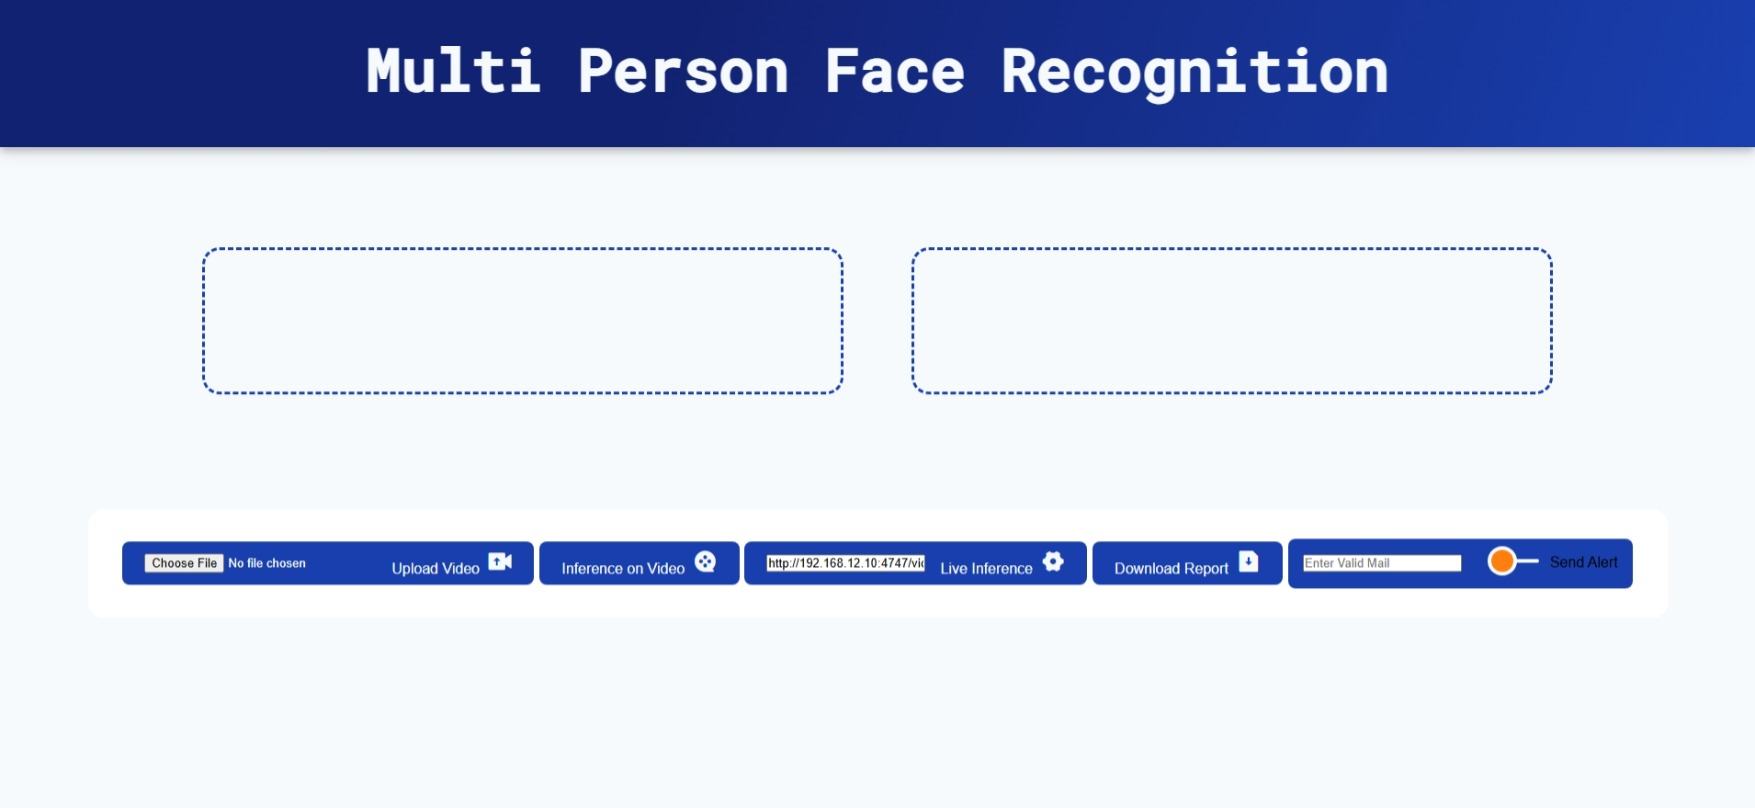 Multi Person Face Recognition
Choose File No file chosen Upload Video Inference on Video http://192.168.12.10:4747/vic Live Inference Download Report Enter Valid Mail Send Alert